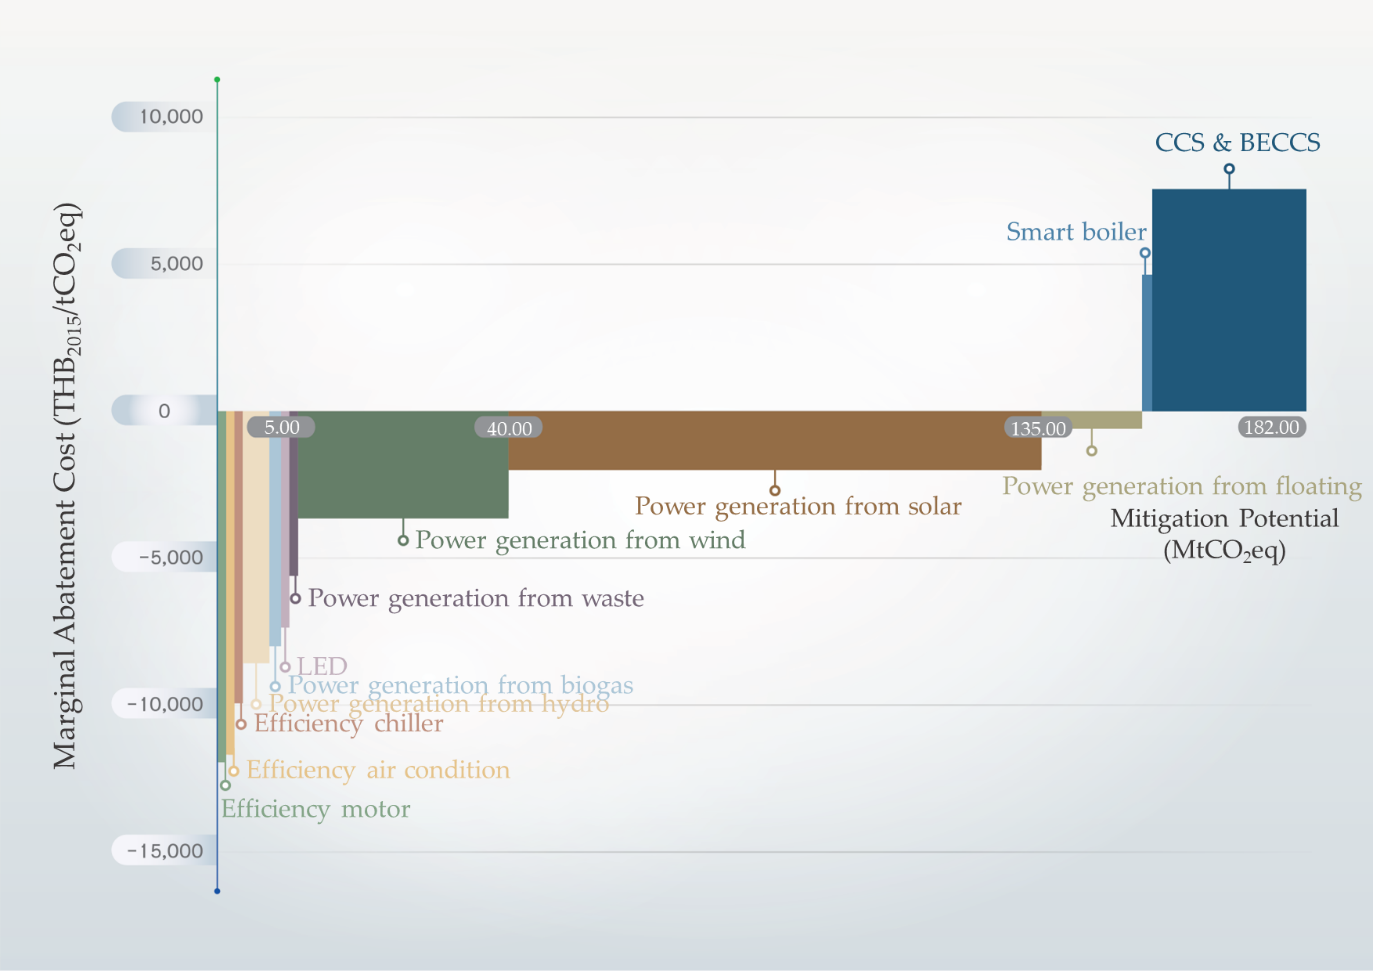 10,000
CCS & BECCS
Smart boiler
5,000
Marginal Abatement Cost (THB2015/tCO2eq)
0
5.00
40.00
135.00
182.00
Power generation from floating
Power generation from solar
Mitigation Potential
(MtCO2eq)
Power generation from wind
−5,000
Power generation from waste
LED
Power generation from biogas
Power generation from hydro
−10,000
Efficiency chiller
Efficiency air condition
Efficiency motor
−15,000